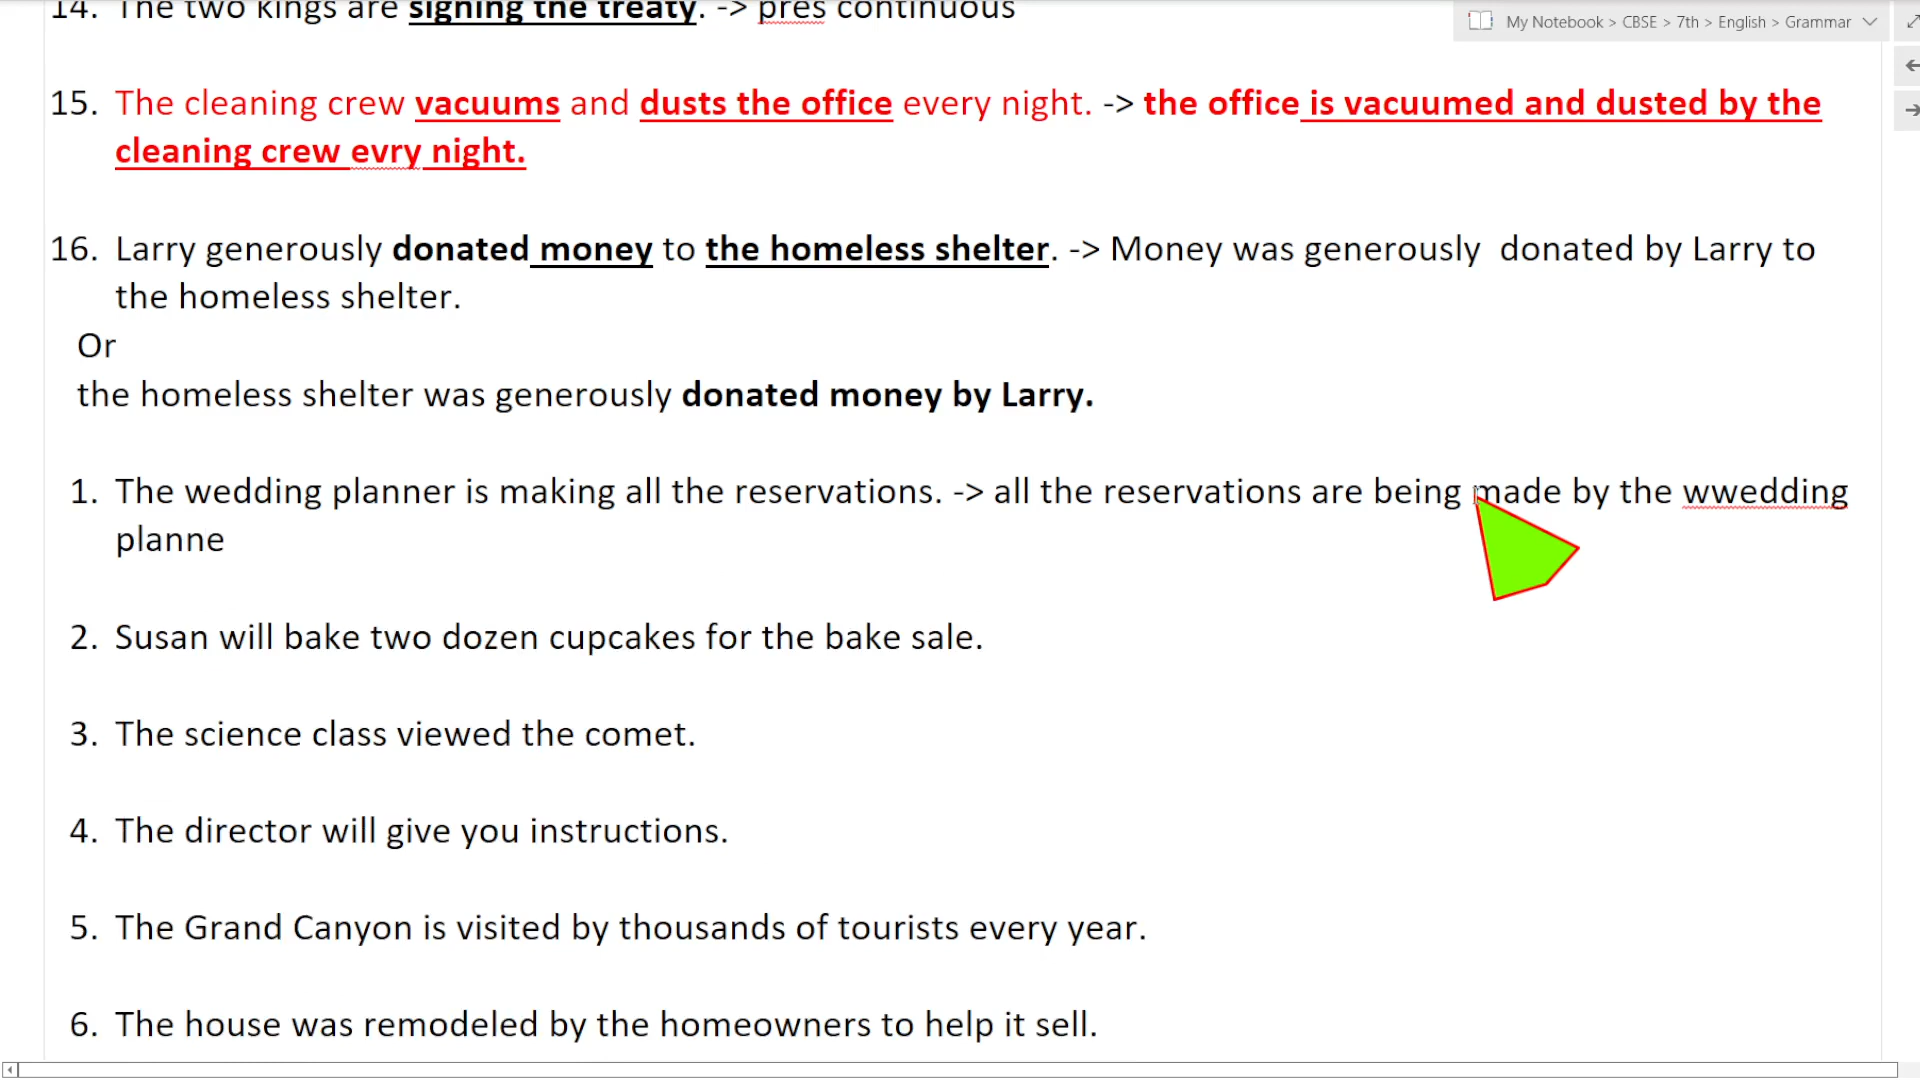 14. The two kings are signing the treaty. -> pres continuous
My Notebook > CBSE > 7th > English > Grammar
15. The cleaning crew vacuums and dusts the office every night. -> the office is vacuumed and dusted by the
cleaning crew evry night.
16. Larry generously donated money to the homeless shelter. -> Money was generously  donated by Larry to
the homeless shelter.
Or
the homeless shelter was generously donated money by Larry.
1. The wedding planner is making all the reservations. -> all the reservations are being made by the wwedding
planne
2. Susan will bake two dozen cupcakes for the bake sale.
3. The science class viewed the comet.
4. The director will give you instructions.
5. The Grand Canyon is visited by thousands of tourists every year.
6. The house was remodeled by the homeowners to help it sell.